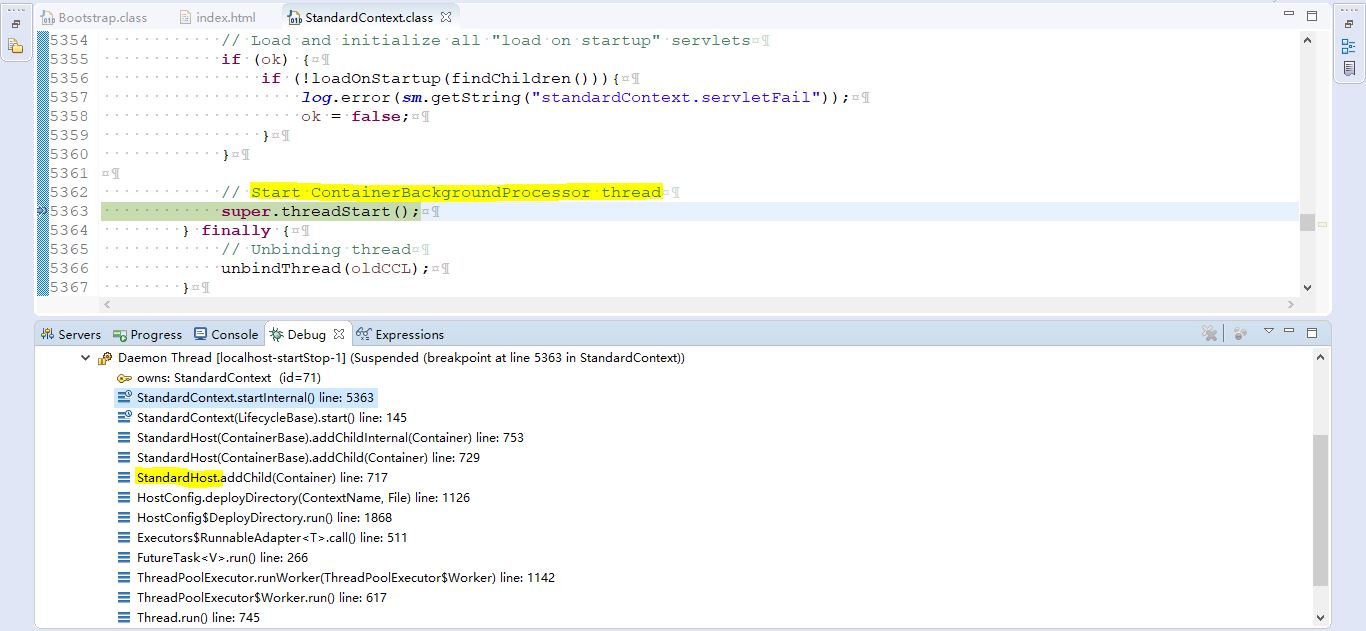 Bootstrap.class index.html StandardContext.class
5354 // Load and initialize all "load on startup" servlets¤¶
5355 if (ok) {¤¶
5356 if (!loadOnStartup(findChildren())){¤¶
5357 log.error(sm.getString("standardContext.servletFail"));¤¶
5358 ok = false;¤¶
5359 }¤¶
5360 }¤¶
5361 ¤¶
5362 // Start ContainerBackgroundProcessor thread¤¶
5363 super.threadStart();¤¶
5364 } finally {¤¶
5365 // Unbinding thread¤¶
5366 unbindThread(oldCCL);¤¶
5367 }¤¶
Servers Progress Console Debug Expressions
Daemon Thread [localhost-startStop-1] (Suspended (breakpoint at line 5363 in StandardContext))
owns: StandardContext (id=71)
StandardContext.startInternal() line: 5363
StandardContext(LifecycleBase).start() line: 145
StandardHost(ContainerBase).addChildInternal(Container) line: 753
StandardHost(ContainerBase).addChild(Container) line: 729
StandardHost.addChild(Container) line: 717
HostConfig.deployDirectory(ContextName, File) line: 1126
HostConfig$DeployDirectory.run() line: 1868
Executors$RunnableAdapter<T>.call() line: 511
FutureTask<V>.run() line: 266
ThreadPoolExecutor.runWorker(ThreadPoolExecutor$Worker) line: 1142
ThreadPoolExecutor$Worker.run() line: 617
Thread.run() line: 745